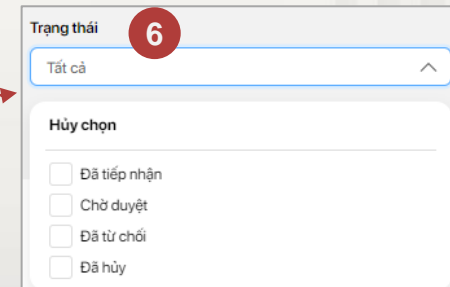 Trạng thái
6
Tất cả
Hủy chọn
Đã tiếp nhận
Chờ duyệt
Đã từ chối
Đã hủy